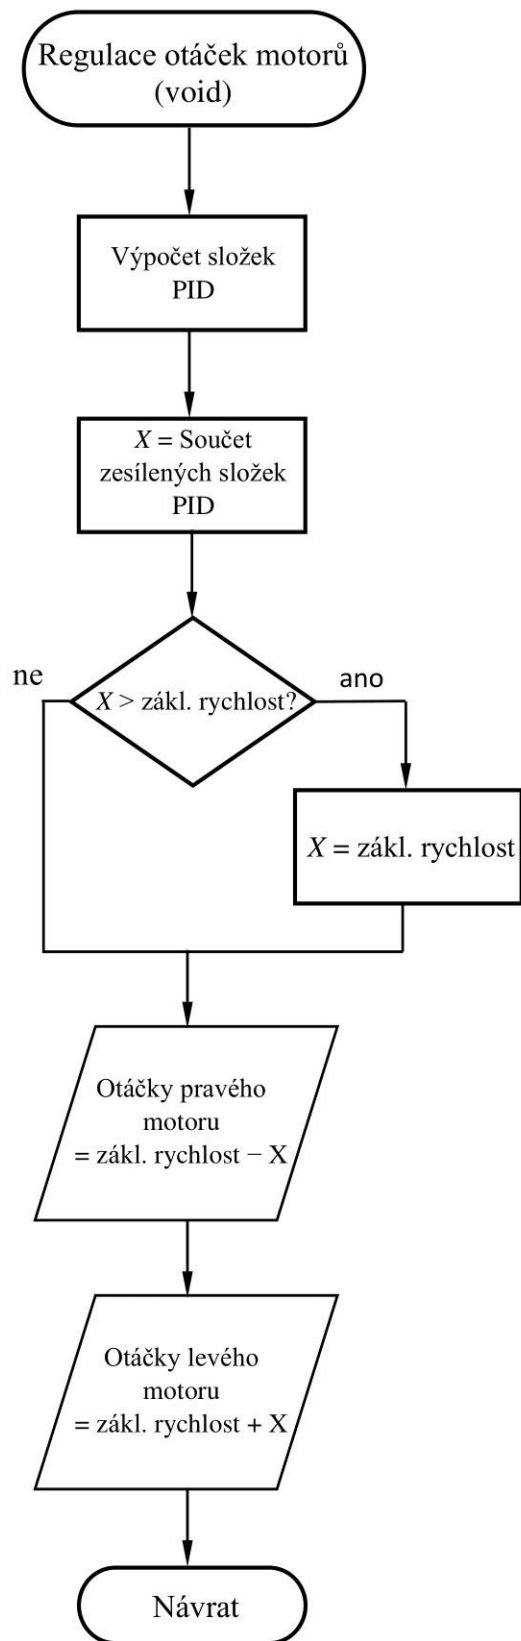 Regulace otáček motorů
(void)
Výpočet složek
PID
X = Součet
zesílených složek
PID
ne
ano
X > zákl. rychlost?
X = zákl. rychlost
Otáčky pravého
motoru
= zákl. rychlost − X
Otáčky levého
motoru
= zákl. rychlost + X
Návrat